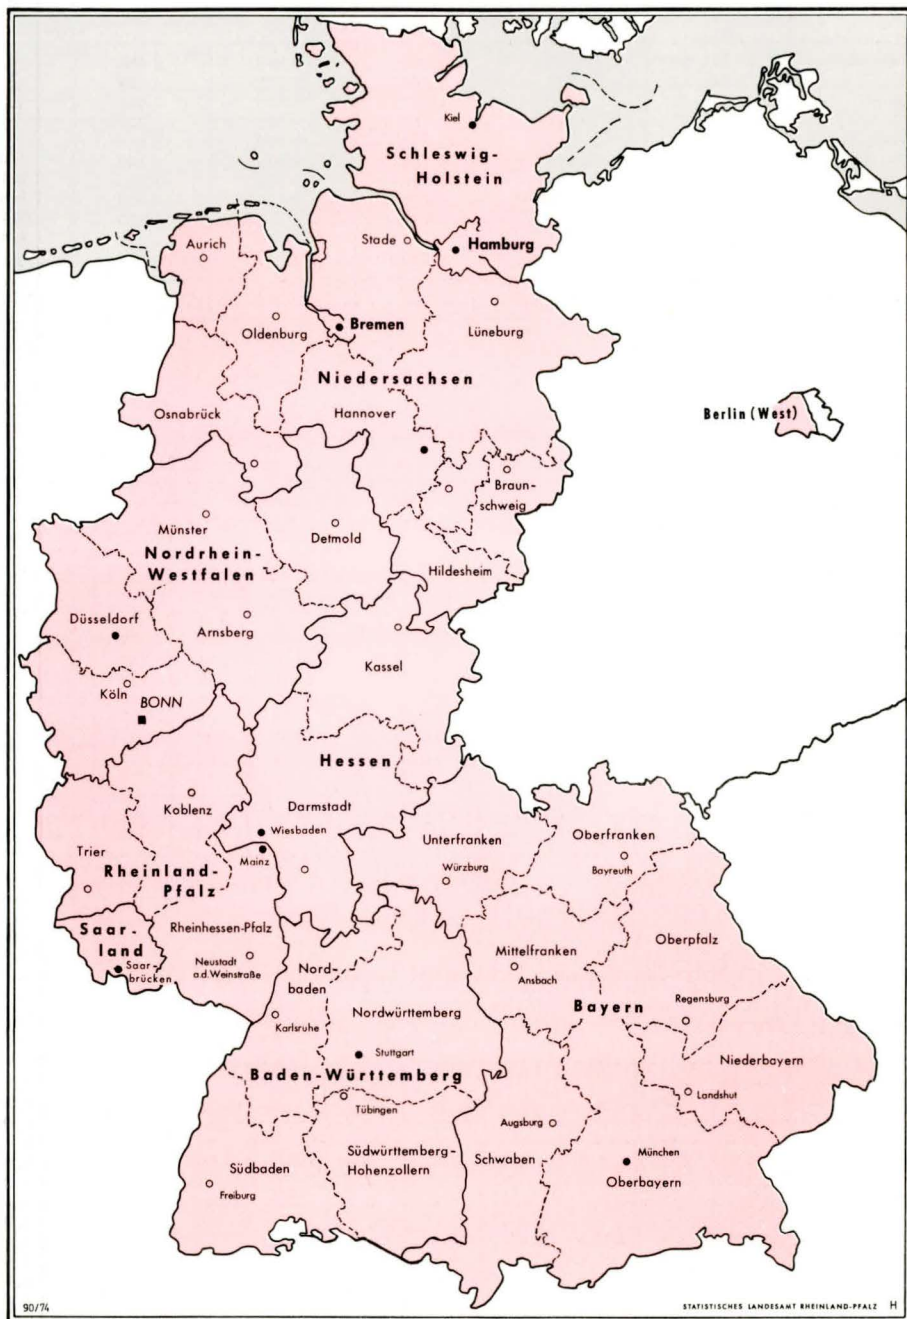 Kiel
Schleswig-
Holstein
Hamburg
Stade
Aurich
Bremen
Oldenburg
Lüneburg
Niedersachsen
Hannover
Osnabrück
Berlin (West)
Braun-
schweig
Münster
Detmold
Nordrhein-
Westfalen
Hildesheim
Düsseldorf
Arnsberg
Kassel
Köln
BONN
Hessen
Koblenz
Darmstadt
Wiesbaden
Mainz
Unterfranken
Würzburg
Oberfranken
Bayreuth
Trier
Rheinland-
Pfalz
Saar-
land
Saar-
brücken
Rheinhessen-Pfalz
Neustadt
a.d.Weinstraße
Nord-
baden
Karlsruhe
Mittelfranken
Ansbach
Oberpfalz
Regensburg
Bayern
Nordwürttemberg
Stuttgart
Baden-Württemberg
Tübingen
Niederbayern
Landshut
Augsburg
Schwaben
München
Oberbayern
Südwürttemberg-
Hohenzollern
Südbaden
Freiburg
90/74
STATISTISCHES LANDESAMT RHEINLAND-PFALZ H